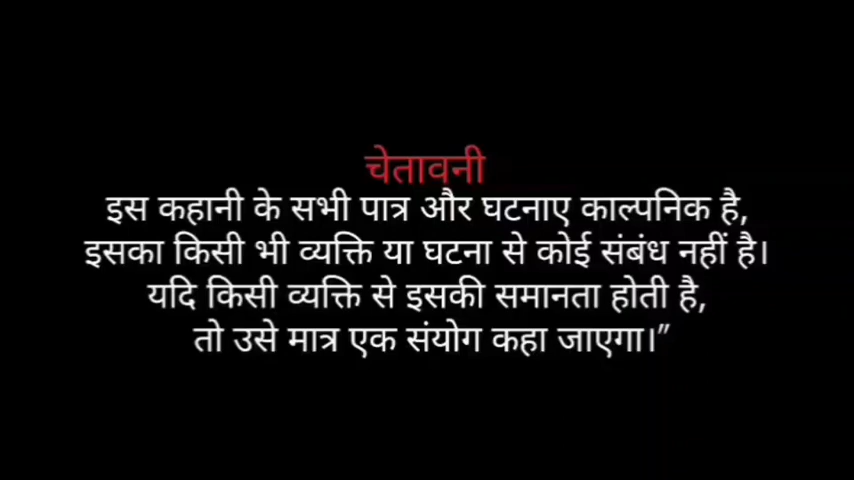 चेतावनी
इस कहानी के सभी पात्र और घटनाए काल्पनिक है,
इसका किसी भी व्यक्ति या घटना से कोई संबंध नहीं है।
यदि किसी व्यक्ति से इसकी समानता होती है,
तो उसे मात्र एक संयोग कहा जाएगा।”